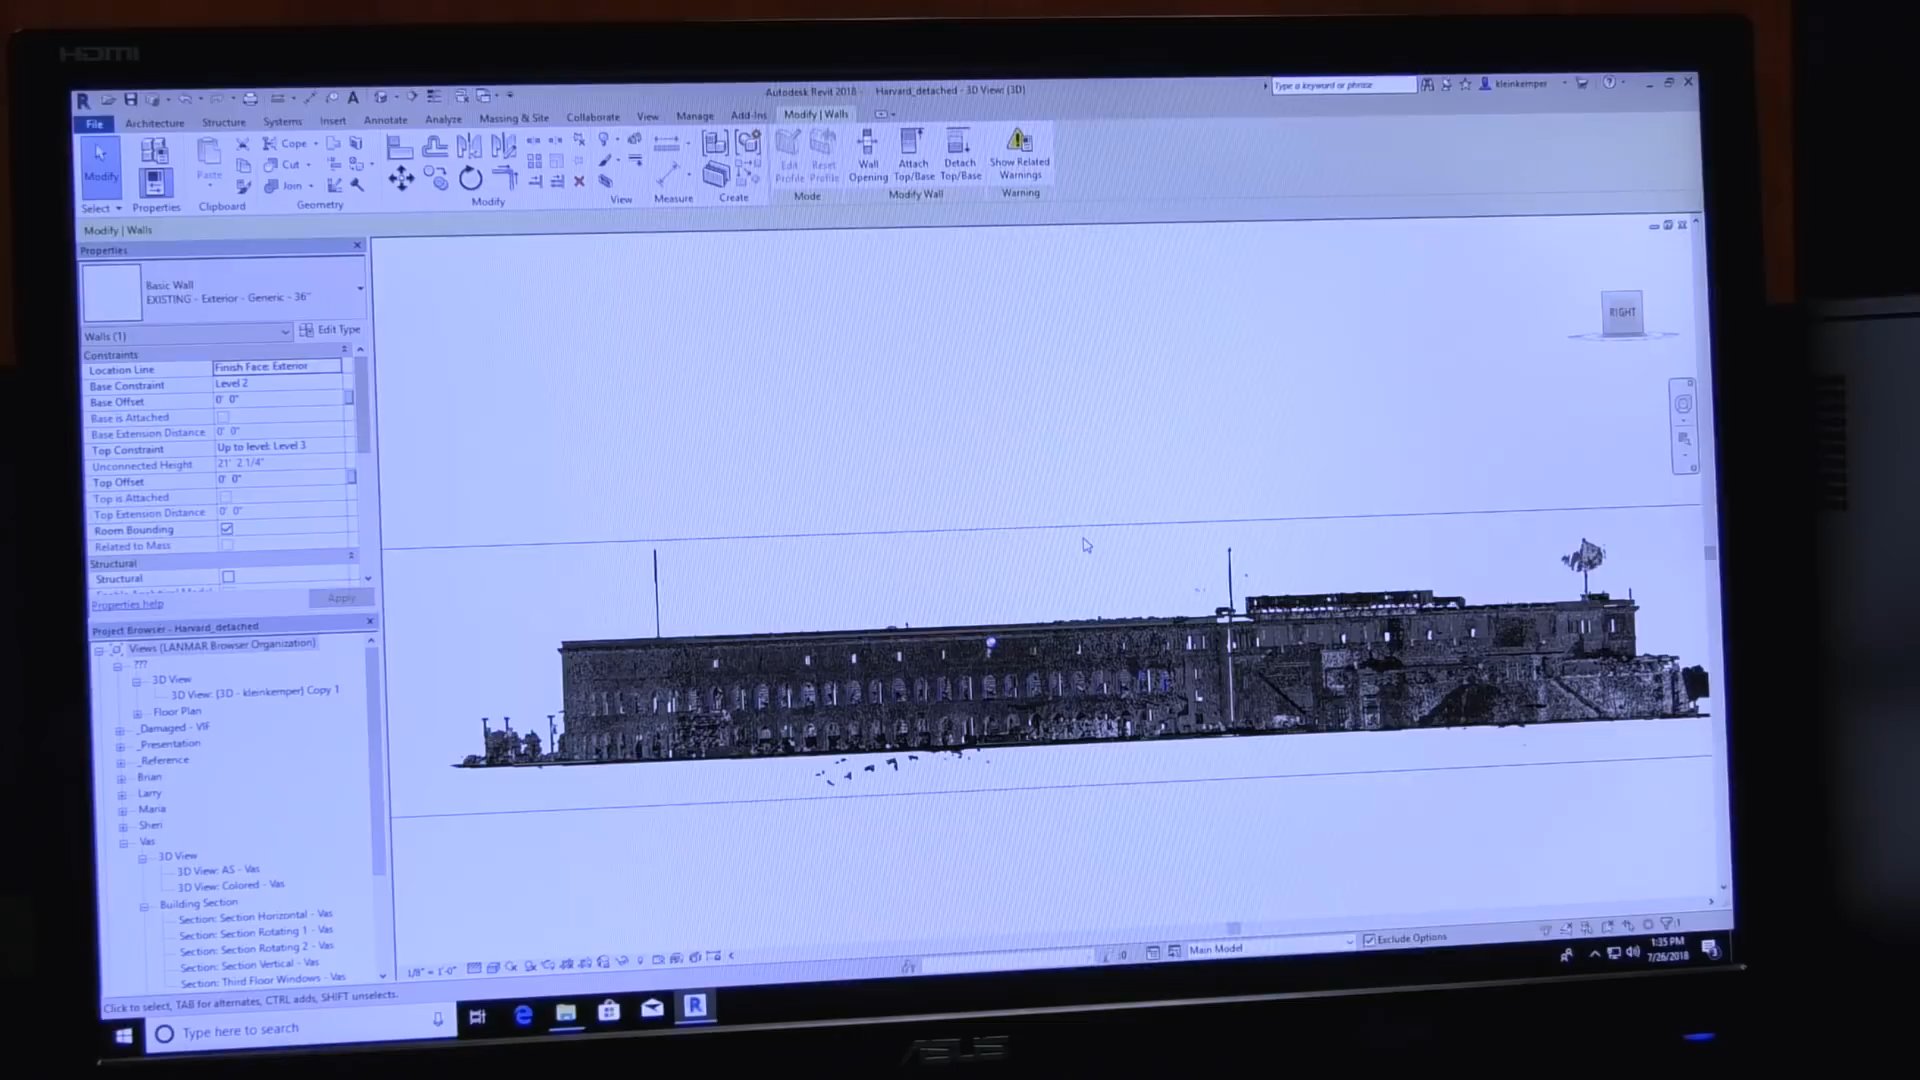 HDMI
Autodesk Revit 2018 - Harvard_detached - 3D View: {3D}
Type a keyword or phrase
kleinkemper
File Architecture Structure Systems Insert Annotate Analyze Massing & Site Collaborate View Manage Add-Ins Modify | Walls
Modify
Paste
Cope
Cut
Join
Edit Profile
Reset Profile
Wall Opening
Attach Top/Base
Detach Top/Base
Show Related Warnings
Select Properties Clipboard Geometry Modify View Measure Create Mode Modify Wall Warning
Modify | Walls
Properties
Basic Wall
EXISTING - Exterior - Generic - 36"
Walls (1)
Edit Type
Constraints
Location Line Finish Face: Exterior
Base Constraint Level 2
Base Offset 0' 0"
Base is Attached
Base Extension Distance 0' 0"
Top Constraint Up to level: Level 3
Unconnected Height 21' 2 1/4"
Top Offset 0' 0"
Top is Attached
Top Extension Distance 0' 0"
Room Bounding
Related to Mass
Structural
Structural
Properties help
Apply
Project Browser - Harvard_detached
Views (LANMAR Browser Organization)
???
3D View
3D View: {3D - kleinkemper} Copy 1
Floor Plan
_Damaged - VIF
_Presentation
_Reference
Brian
Larry
Maria
Sheri
Vas
3D View
3D View: AS - Vas
3D View: Colored - Vas
Building Section
Section: Section Horizontal - Vas
Section: Section Rotating 1 - Vas
Section: Section Rotating 2 - Vas
Section: Section Vertical - Vas
Section: Third Floor Windows - Vas
RIGHT
1/8" = 1'-0"
:0
Main Model
Exclude Options
:1
Click to select, TAB for alternates, CTRL adds, SHIFT unselects.
Type here to search
1:35 PM
7/26/2018
ASUS